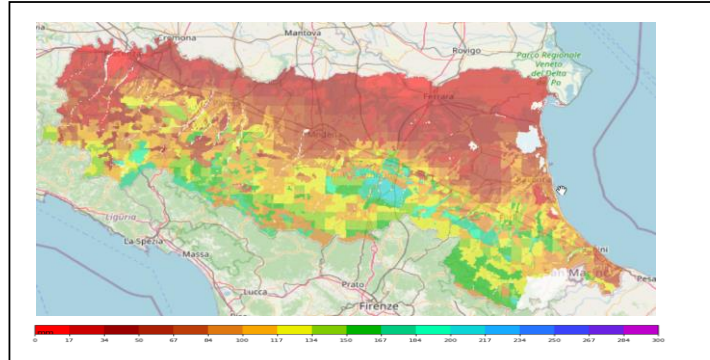 Cremona
Mantova
Rovigo
Parco Regionale
Veneto
del Delta
Po
Ferrara
Liguria
La Spezia
Massa
Lucca
Prato
Firenze
Pesa
0 17 34 50 67 84 100 117 134 150 167 184 200 217 234 250 267 284 300